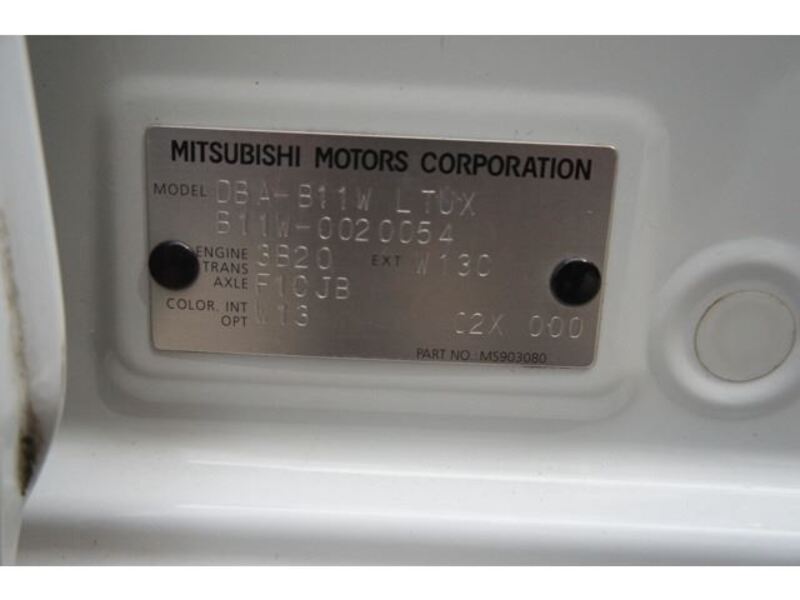 MITSUBISHI MOTORS CORPORATION
MODEL DBA-B11W LTUX
B11W-0020054
ENGINE 3B20 EXT W13C
TRANS AXLE F1CJB
COLOR. INT W13
OPT C2X 000
PART NO. MS903080